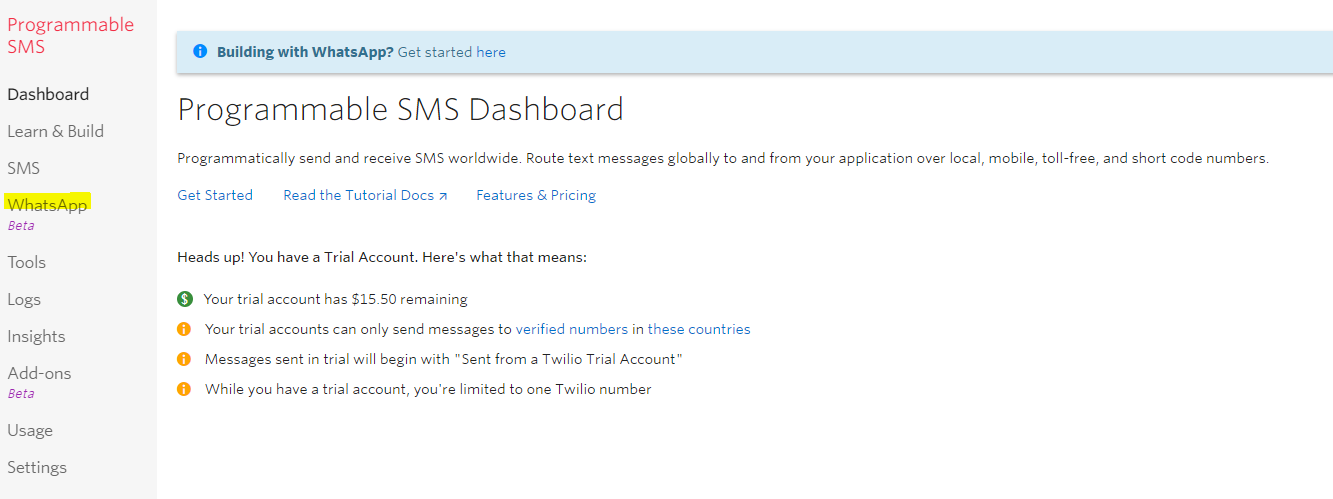 Programmable
SMS
Dashboard
Learn & Build
SMS
WhatsApp
Beta
Tools
Logs
Insights
Add-ons
Beta
Usage
Settings
Building with WhatsApp? Get started here
Programmable SMS Dashboard
Programmatically send and receive SMS worldwide. Route text messages globally to and from your application over local, mobile, toll-free, and short code numbers.
Get Started Read the Tutorial Docs ↗ Features & Pricing
Heads up! You have a Trial Account. Here's what that means:
$ Your trial account has $15.50 remaining
Your trial accounts can only send messages to verified numbers in these countries
Messages sent in trial will begin with "Sent from a Twilio Trial Account"
While you have a trial account, you're limited to one Twilio number